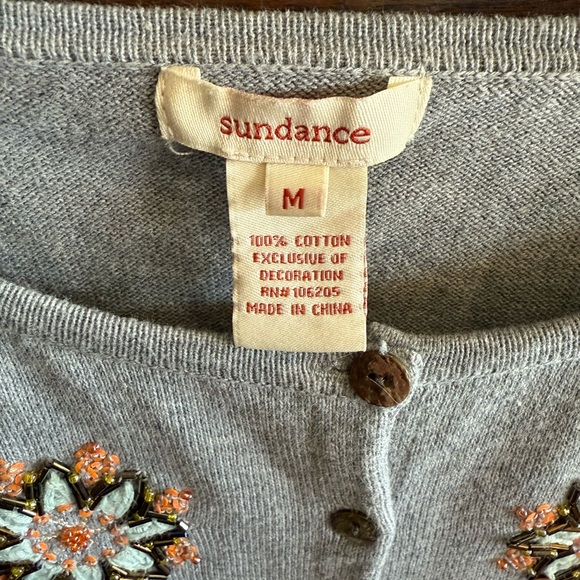 sundance
M
100% COTTON
EXCLUSIVE OF
DECORATION
RN#106205
MADE IN CHINA